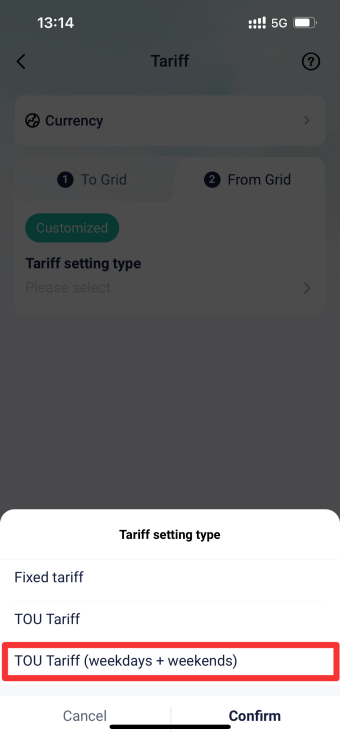 13:14
5G
Tariff
Currency
1 To Grid
2 From Grid
Customized
Tariff setting type
Please select
Tariff setting type
Fixed tariff
TOU Tariff
TOU Tariff (weekdays + weekends)
Cancel
Confirm